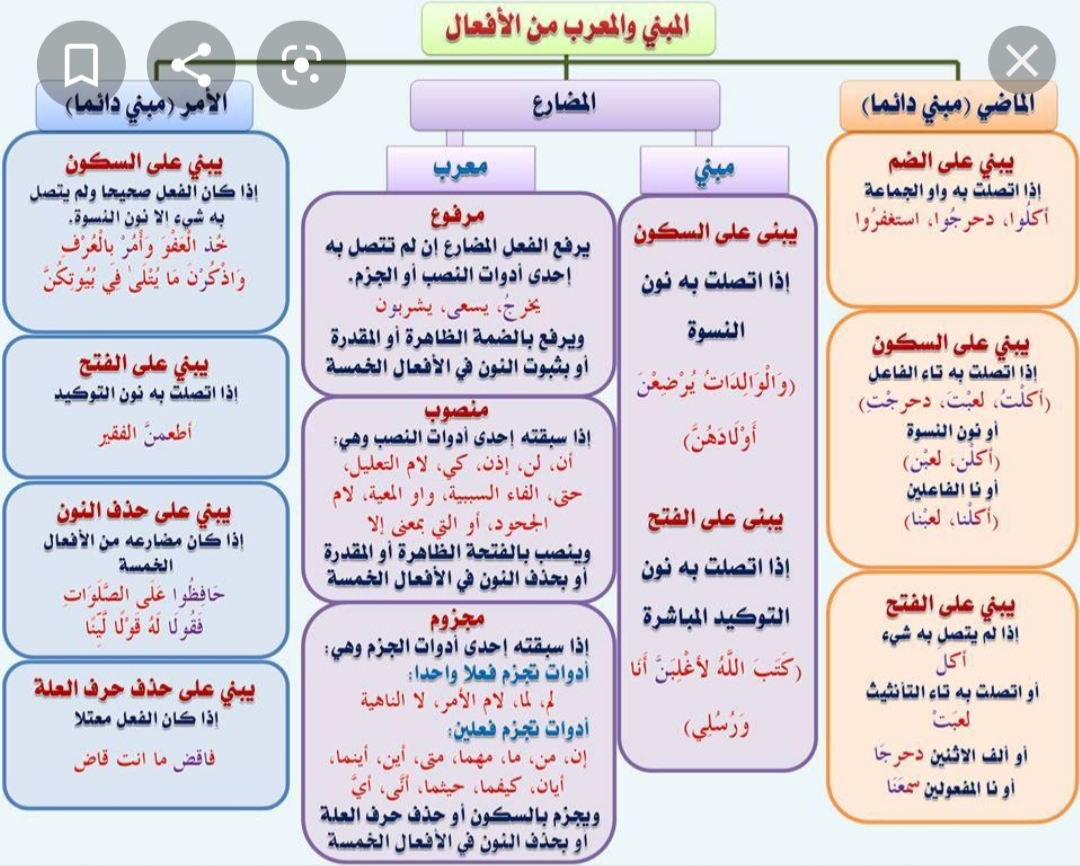 المبني والمعرب من الأفعال
الماضي (مبني دائما)
يبني على الضم
إذا اتصلت به واو الجماعة
أكلُوا، دحرجُوا، استغفرُوا
يبني على السكون
إذا اتصلت به تاء الفاعل
(أكلْتُ، لعبْتَ، دحرجْتِ)
أو نون النسوة
(أكلْن، لعبْن)
أو نا الفاعلين
(أكلْنا، لعبْنا)
يبني على الفتح
إذا لم يتصل به شيء
أكلَ
أو اتصلت به تاء التأنثيث
لعبَتْ
أو ألف الاثنين دحرجَا
أو نا المفعولين سمعَنَا
المضارع
مبني
يبنى على السكون
إذا اتصلت به نون
النسوة
(وَالْوَالِدَاتُ يُرْضِعْنَ
أَوْلَادَهُنَّ)
يبنى على الفتح
إذا اتصلت به نون
التوكيد المباشرة
(كَتَبَ اللَّهُ لأَغْلِبَنَّ أَنَا
وَرُسُلِي)
معرب
مرفوع
يرفع الفعل المضارع إن لم تتصل به
إحدى أدوات النصب أو الجزم.
يخرجُ، يسعى، يشربون
ويرفع بالضمة الظاهرة أو المقدرة
أو بثبوت النون في الأفعال الخمسة
منصوب
إذا سبقته إحدى أدوات النصب وهي:
أن، لن، إذن، كي، لام التعليل،
حتى، الفاء السببية، واو المعية، لام
الجحود، أو التي بمعنى إلا
وينصب بالفتحة الظاهرة أو المقدرة
أو بحذف النون في الأفعال الخمسة
مجزوم
إذا سبقته إحدى أدوات الجزم وهي:
أدوات تجزم فعلا واحدا:
لم، لما، لام الأمر، لا الناهية
أدوات تجزم فعلين:
إن، من، ما، مهما، متى، أين، أينما،
أيان، كيفما، حيثما، أنَّى، أيَّ
ويجزم بالسكون أو حذف حرف العلة
أو بحذف النون في الأفعال الخمسة
الأمر (مبني دائما)
يبني على السكون
إذا كان الفعل صحيحا ولم يتصل
به شيء إلا نون النسوة.
خُذِ الْعَفْوَ وَأْمُرْ بِالْعُرْفِ
وَاذْكُرْنَ مَا يُتْلَىٰ فِي بُيُوتِكُنَّ
يبني على الفتح
إذا اتصلت به نون التوكيد
أطعمنَّ الفقير
يبني على حذف النون
إذا كان مضارعه من الأفعال
الخمسة
حَافِظُوا عَلَى الصَّلَوَاتِ
فَقُولَا لَهُ قَوْلًا لَّيِّنًا
يبني على حذف حرف العلة
إذا كان الفعل معتلا
فاقض ما انت قاض